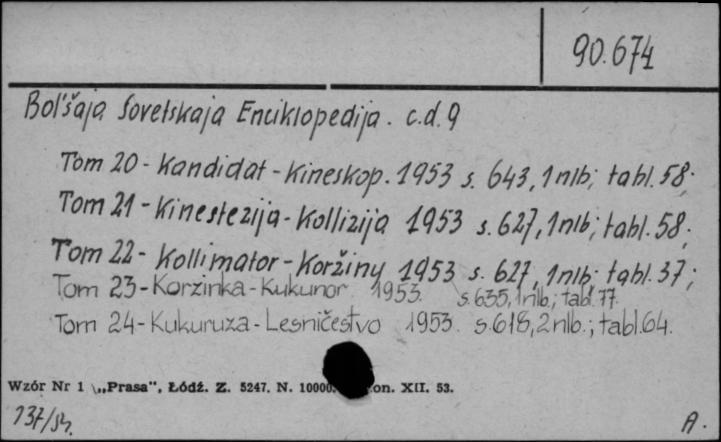 90.674
Bol'šaja Sovetskaja Enciklopedija. c.d. 9
Tom 20 - Kandidat - Kineskop. 1953 s. 643, 1 nlb; tabl. 58;
Tom 21 - Kinestezija - Kollizija 1953 s. 627, 1 nlb; tabl. 58;
Tom 22 - Kollimator - Koržiny 1953 s. 627, 1 nlb; tabl. 37;
Tom 23 - Korzinka - Kukunor 1953. s. 635, 1 nlb.; tab. 77.
Tom 24 - Kukuruza - Lesničestvo 1953. s. 618, 2 nlb.; tabl. 64.
Wzór Nr 1 „Prasa", Łódź. Z. 5247. N. 10000. on. XII. 53.
737/54.
A.